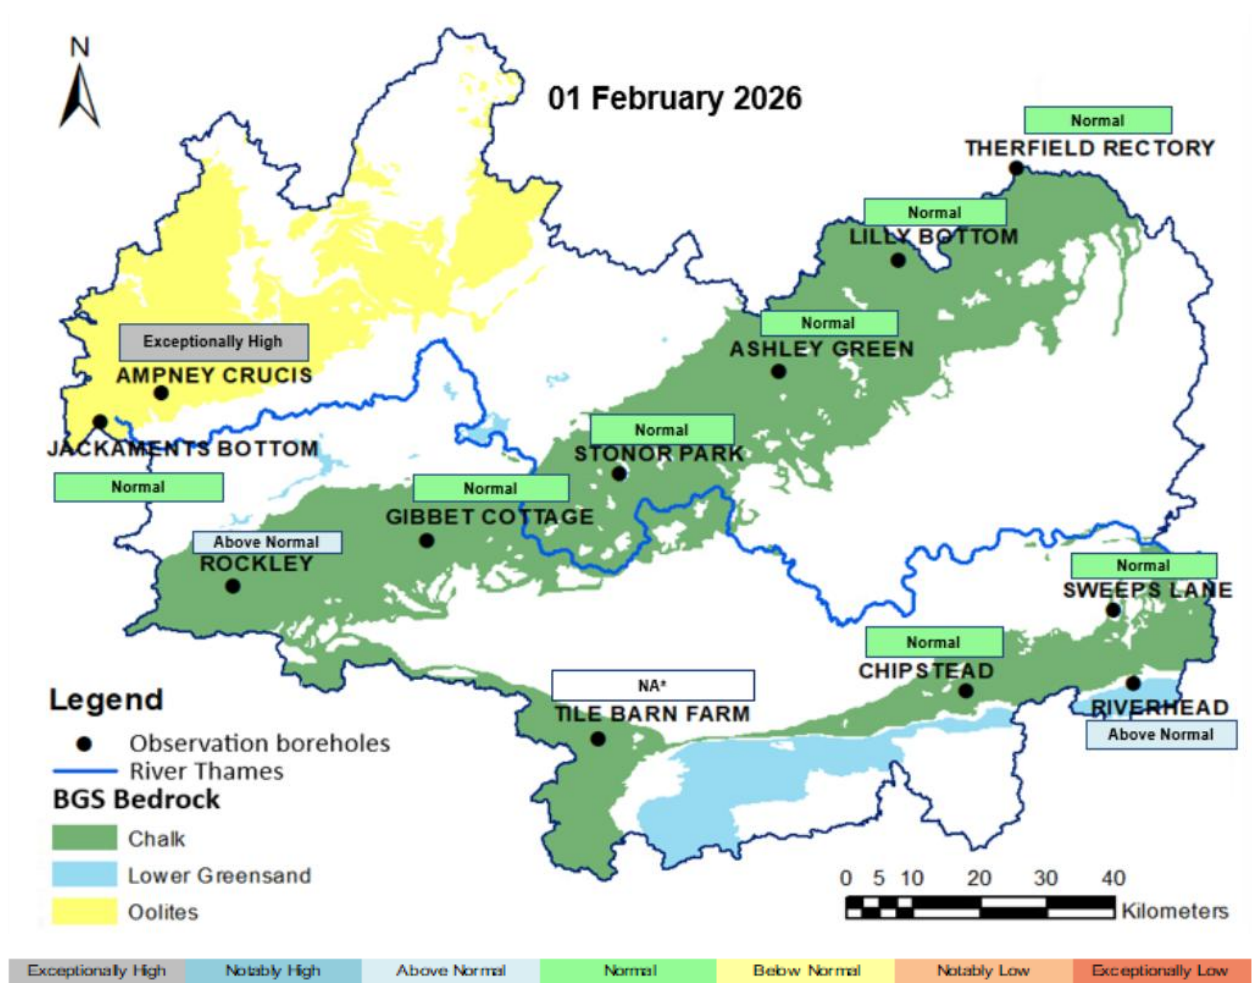 N
01 February 2026
Normal
THERFIELD RECTORY
Normal
LILLY BOTTOM
Normal
ASHLEY GREEN
Exceptionally High
AMPNEY CRUCIS
Normal
STONOR PARK
JACKAMENTS BOTTOM
Normal
Normal
GIBBET COTTAGE
Above Normal
ROCKLEY
Normal
SWEEPS LANE
Normal
CHIPSTEAD
NA*
TILE BARN FARM
RIVERHEAD
Above Normal
Legend
Observation boreholes
River Thames
BGS Bedrock
Chalk
Lower Greensand
Oolites
0 5 10 20 30 40
Kilometers
Exceptionally High Notably High Above Normal Normal Below Normal Notably Low Exceptionally Low